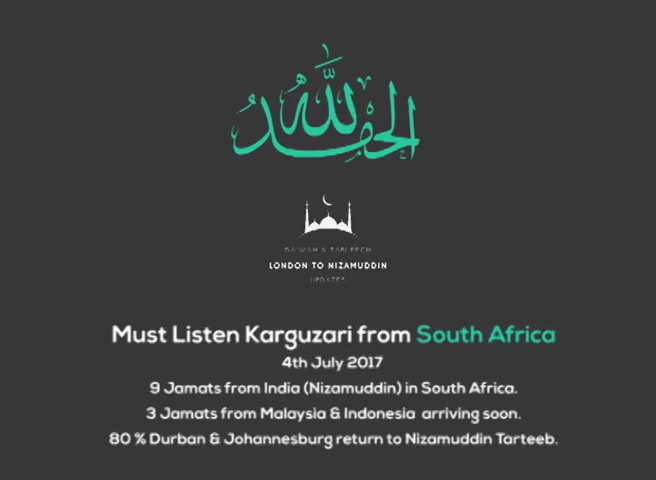 الحمد لله
DA'WAH & TABLEEGH
LONDON TO NIZAMUDDIN
UPDATES
Must Listen Karguzari from South Africa
4th July 2017
9 Jamats from India (Nizamuddin) in South Africa.
3 Jamats from Malaysia & Indonesia arriving soon.
80 % Durban & Johannesburg return to Nizamuddin Tarteeb.